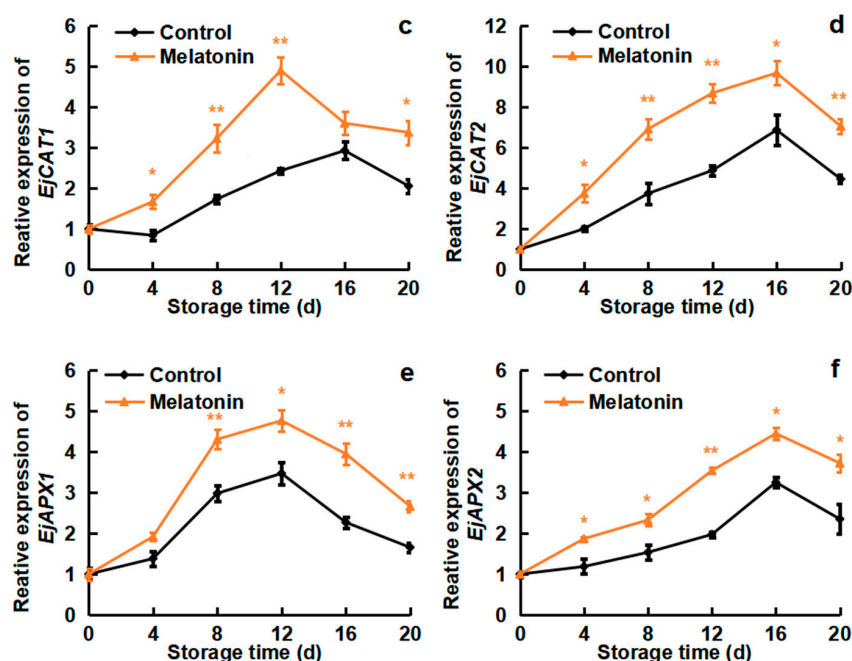 c
Control
Melatonin
Reative expression of
EjCAT1
6
5
4
3
2
1
0
*
**
**
*
0 4 8 12 16 20
Storage time (d)
d
Control
Melatonin
Reative expression of
EjCAT2
12
10
8
6
4
2
0
*
**
**
*
**
0 4 8 12 16 20
Storage time (d)
e
Control
Melatonin
Relative expression of
EjAPX1
6
5
4
3
2
1
0
**
*
**
**
0 4 8 12 16 20
Storage time (d)
f
Control
Melatonin
Relative expression of
EjAPX2
6
5
4
3
2
1
0
*
*
**
*
*
0 4 8 12 16 20
Storage time (d)